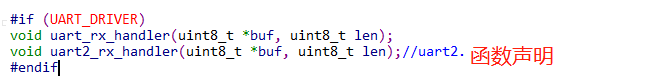 #if (UART_DRIVER)
void uart_rx_handler(uint8_t *buf, uint8_t len);
void uart2_rx_handler(uint8_t *buf, uint8_t len);//uart2. 函数声明
#endif